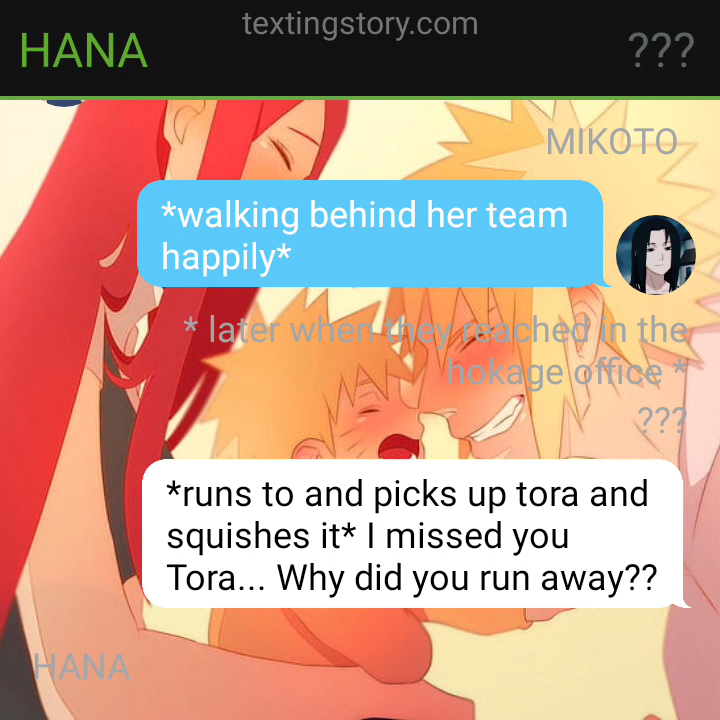 textingstory.com
HANA
???
MIKOTO
*walking behind her team
happily*
* later when they reached in the
hokage office *
???
*runs to and picks up tora and
squishes it* I missed you
Tora... Why did you run away??
HANA